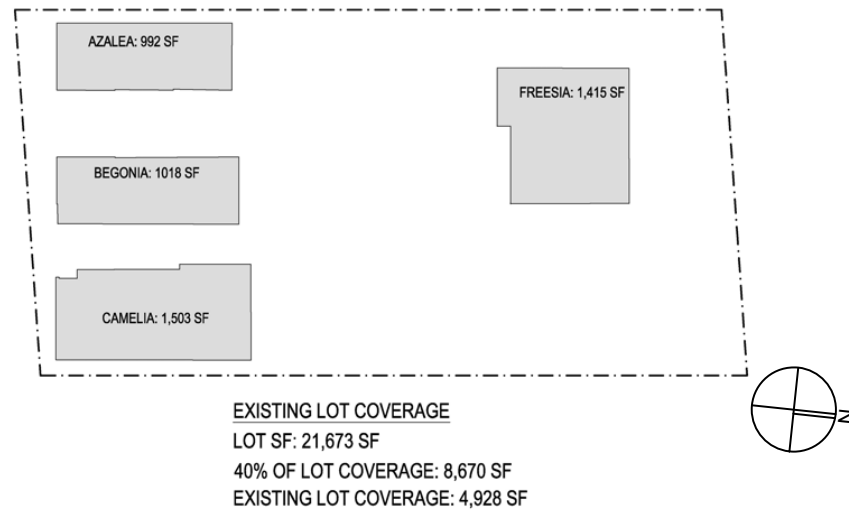 AZALEA: 992 SF
FREESIA: 1,415 SF
BEGONIA: 1018 SF
CAMELIA: 1,503 SF
EXISTING LOT COVERAGE
LOT SF: 21,673 SF
40% OF LOT COVERAGE: 8,670 SF
EXISTING LOT COVERAGE: 4,928 SF
N